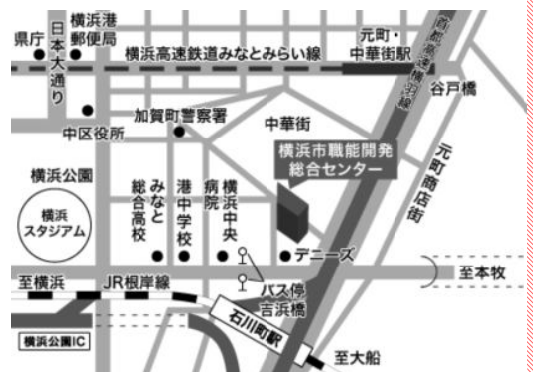 横浜港
郵便局
県庁
日本大通り
横浜高速鉄道みなとみらい線
元町・
中華街駅
首都高速横羽線
谷戸橋
加賀町警察署
中区役所
中華街
横浜市職能開発
総合センター
元町商店街
横浜公園
横浜
スタジアム
みなと
総合高校
港中学校
横浜中央
病院
デニーズ
至横浜
JR根岸線
バス停
吉浜橋
至本牧
石川町駅
横浜公園IC
至大船